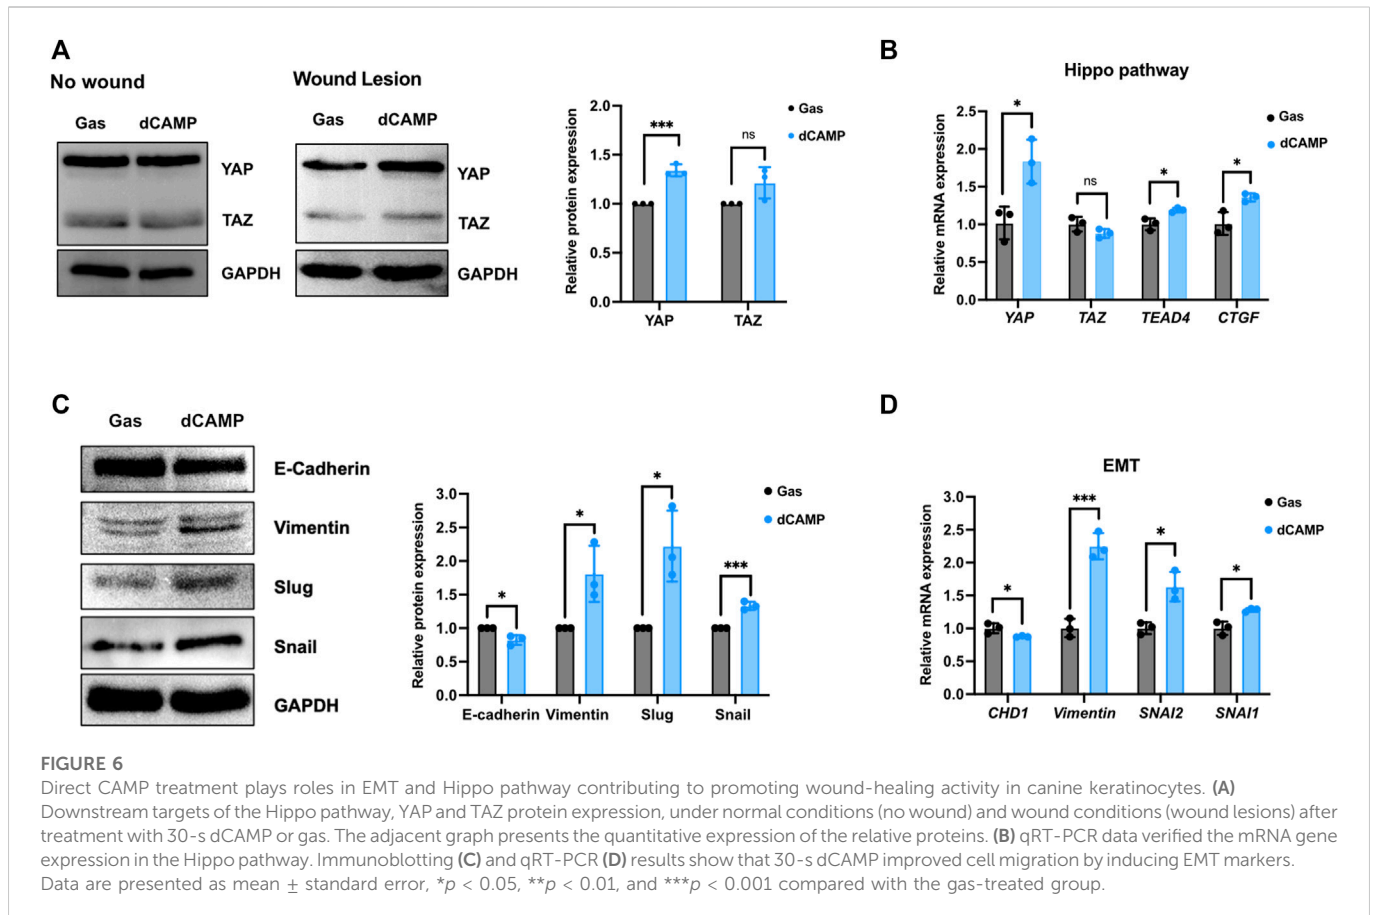 A
No wound
Gas dCAMP
YAP
TAZ
GAPDH
Wound Lesion
Gas dCAMP
YAP
TAZ
GAPDH
Relative protein expression
2.0
1.5
1.0
0.5
0.0
***
ns
YAP TAZ
Gas
dCAMP
B
Hippo pathway
Relative mRNA expression
2.5
2.0
1.5
1.0
0.5
0.0
*
ns
*
*
YAP TAZ TEAD4 CTGF
Gas
dCAMP
C
Gas dCAMP
E-Cadherin
Vimentin
Slug
Snail
GAPDH
Relative protein expression
3.0
2.5
2.0
1.5
1.0
0.5
0.0
*
*
*
***
E-cadherin Vimentin Slug Snail
Gas
dCAMP
D
EMT
Relative mRNA expression
3.0
2.5
2.0
1.5
1.0
0.5
0.0
*
***
*
*
CHD1 Vimentin SNAI2 SNAI1
Gas
dCAMP
FIGURE 6
Direct CAMP treatment plays roles in EMT and Hippo pathway contributing to promoting wound-healing activity in canine keratinocytes. (A)
Downstream targets of the Hippo pathway, YAP and TAZ protein expression, under normal conditions (no wound) and wound conditions (wound lesions) after
treatment with 30-s dCAMP or gas. The adjacent graph presents the quantitative expression of the relative proteins. (B) qRT-PCR data verified the mRNA gene
expression in the Hippo pathway. Immunoblotting (C) and qRT-PCR (D) results show that 30-s dCAMP improved cell migration by inducing EMT markers.
Data are presented as mean ± standard error, *p < 0.05, **p < 0.01, and ***p < 0.001 compared with the gas-treated group.